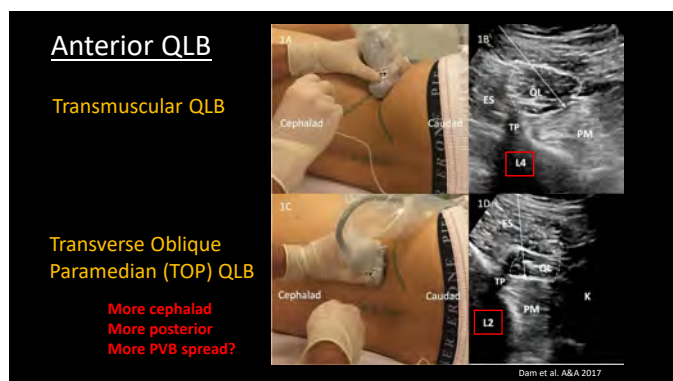 Anterior QLB
Transmuscular QLB
Transverse Oblique
Paramedian (TOP) QLB
More cephalad
More posterior
More PVB spread?
1A
Cephalad
Caudad
1B
ES
QL
TP
PM
L4
1C
Cephalad
Caudad
1D
ES
QL
TP
K
PM
L2
Dam et al. A&A 2017